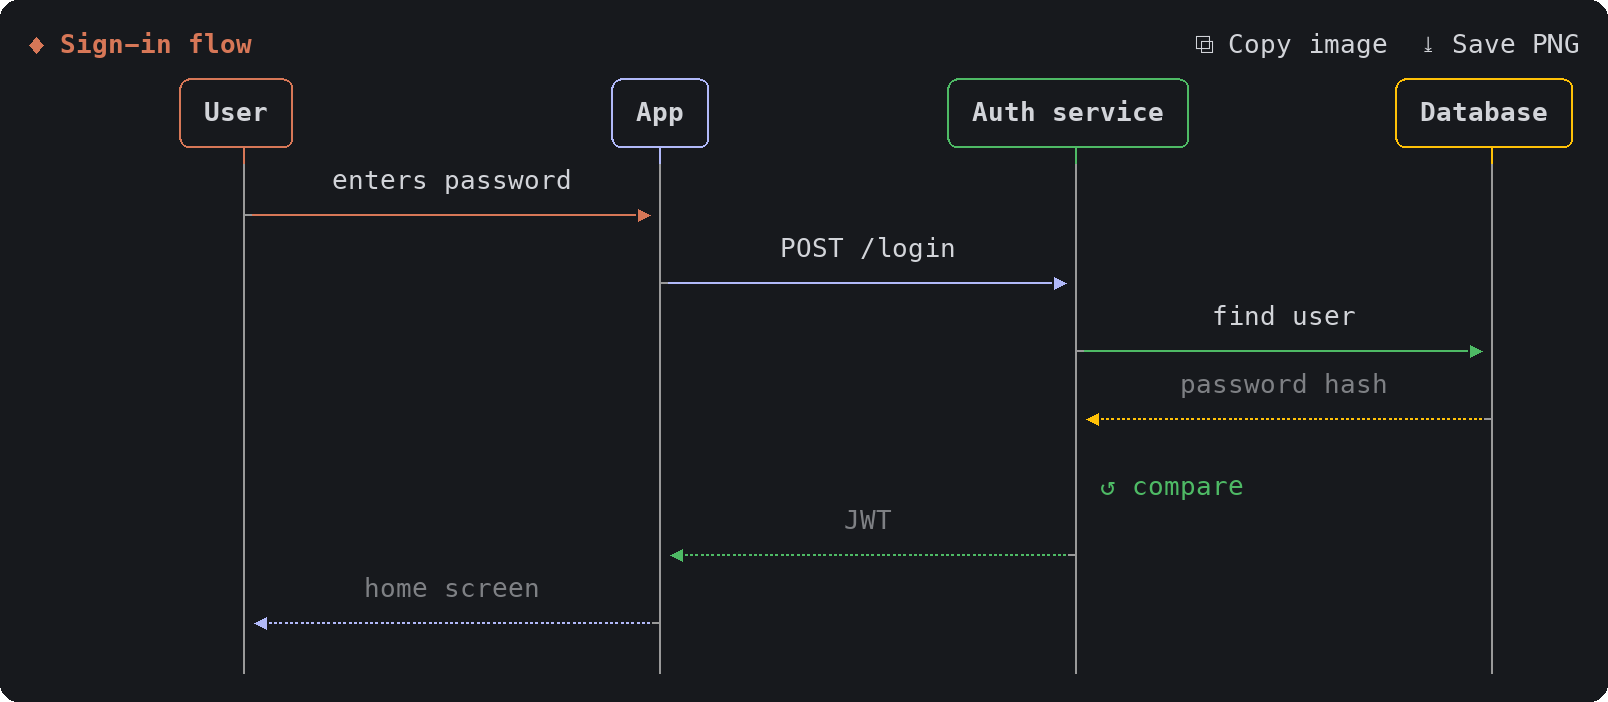 ♦ Sign-in flow
Copy image
Save PNG
User
App
Auth service
Database
enters password
POST /login
find user
password hash
↺ compare
JWT
home screen